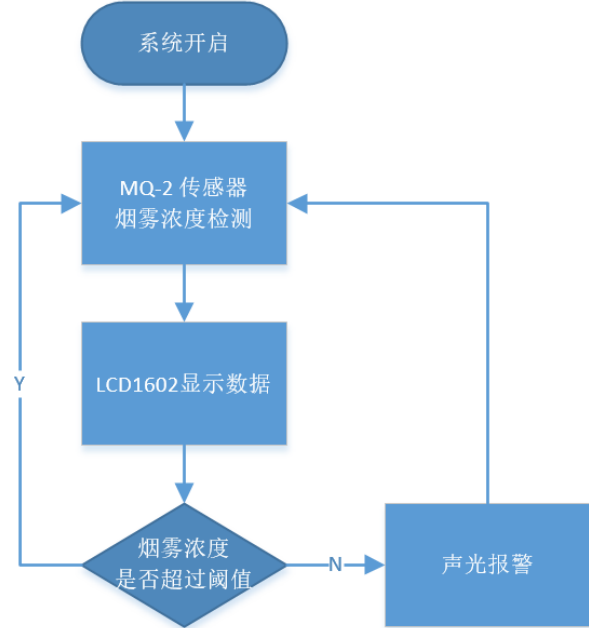 系统开启
MQ-2 传感器
烟雾浓度检测
LCD1602显示数据
Y
烟雾浓度
是否超过阈值
N
声光报警